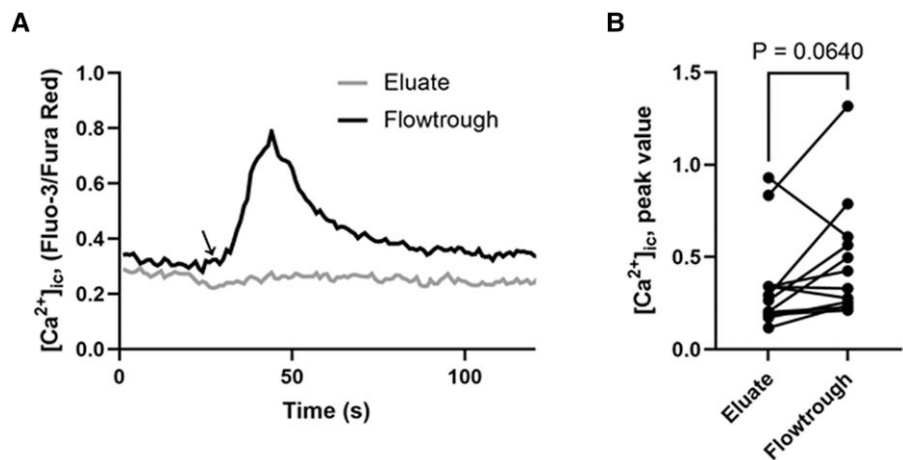 A
[Ca2+]ic, (Fluo-3/Fura Red)
1.0
0.8
0.6
0.4
0.2
0.0
Eluate
Flowtrough
0
50
100
Time (s)
B
P = 0.0640
[Ca2+]ic, peak value
1.5
1.0
0.5
0.0
Eluate
Flowtrough